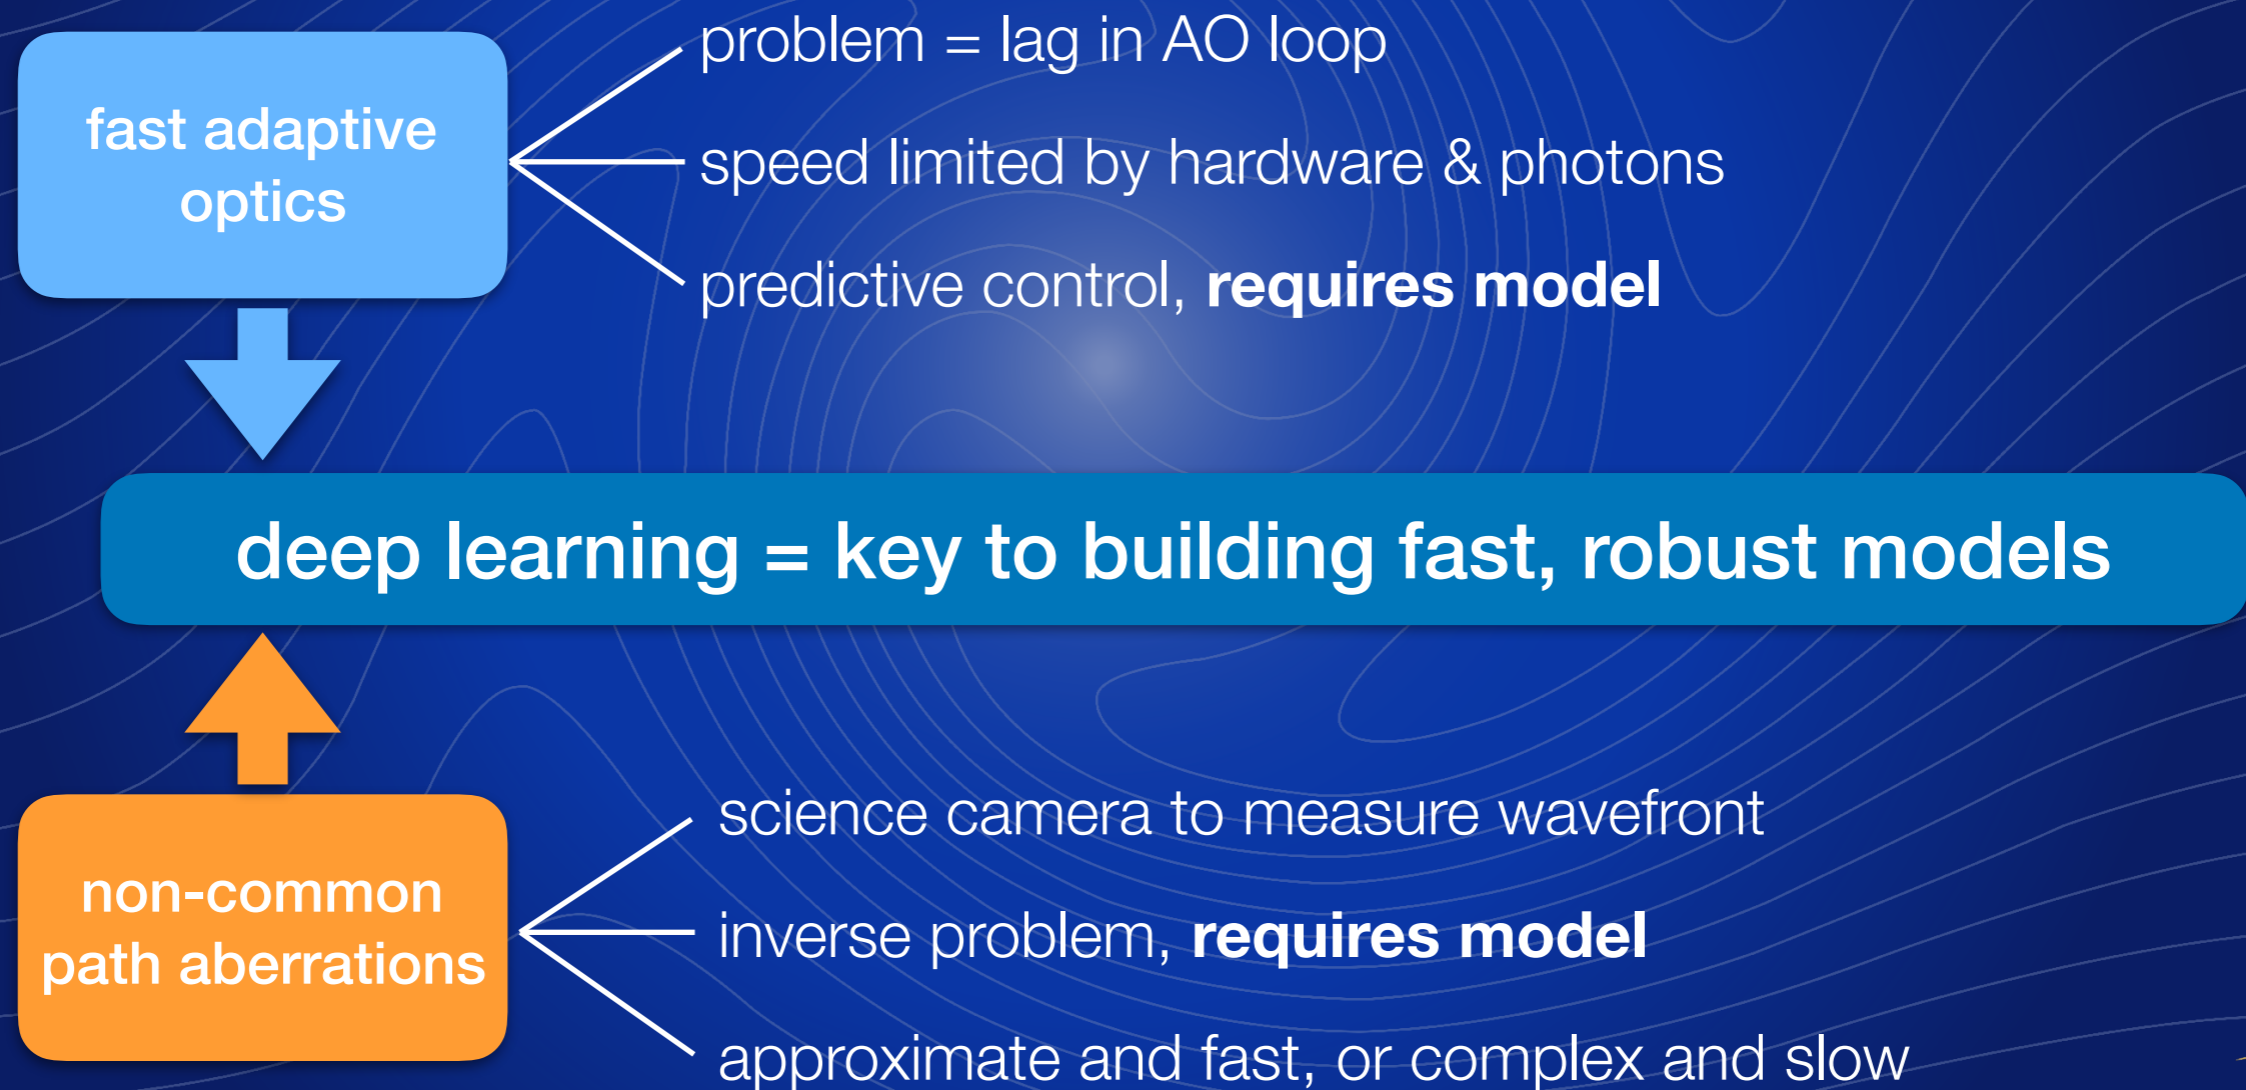 problem = lag in AO loop
fast adaptive
optics
speed limited by hardware & photons
predictive control, requires model
deep learning = key to building fast, robust models
science camera to measure wavefront
non-common
path aberrations
inverse problem, requires model
approximate and fast, or complex and slow